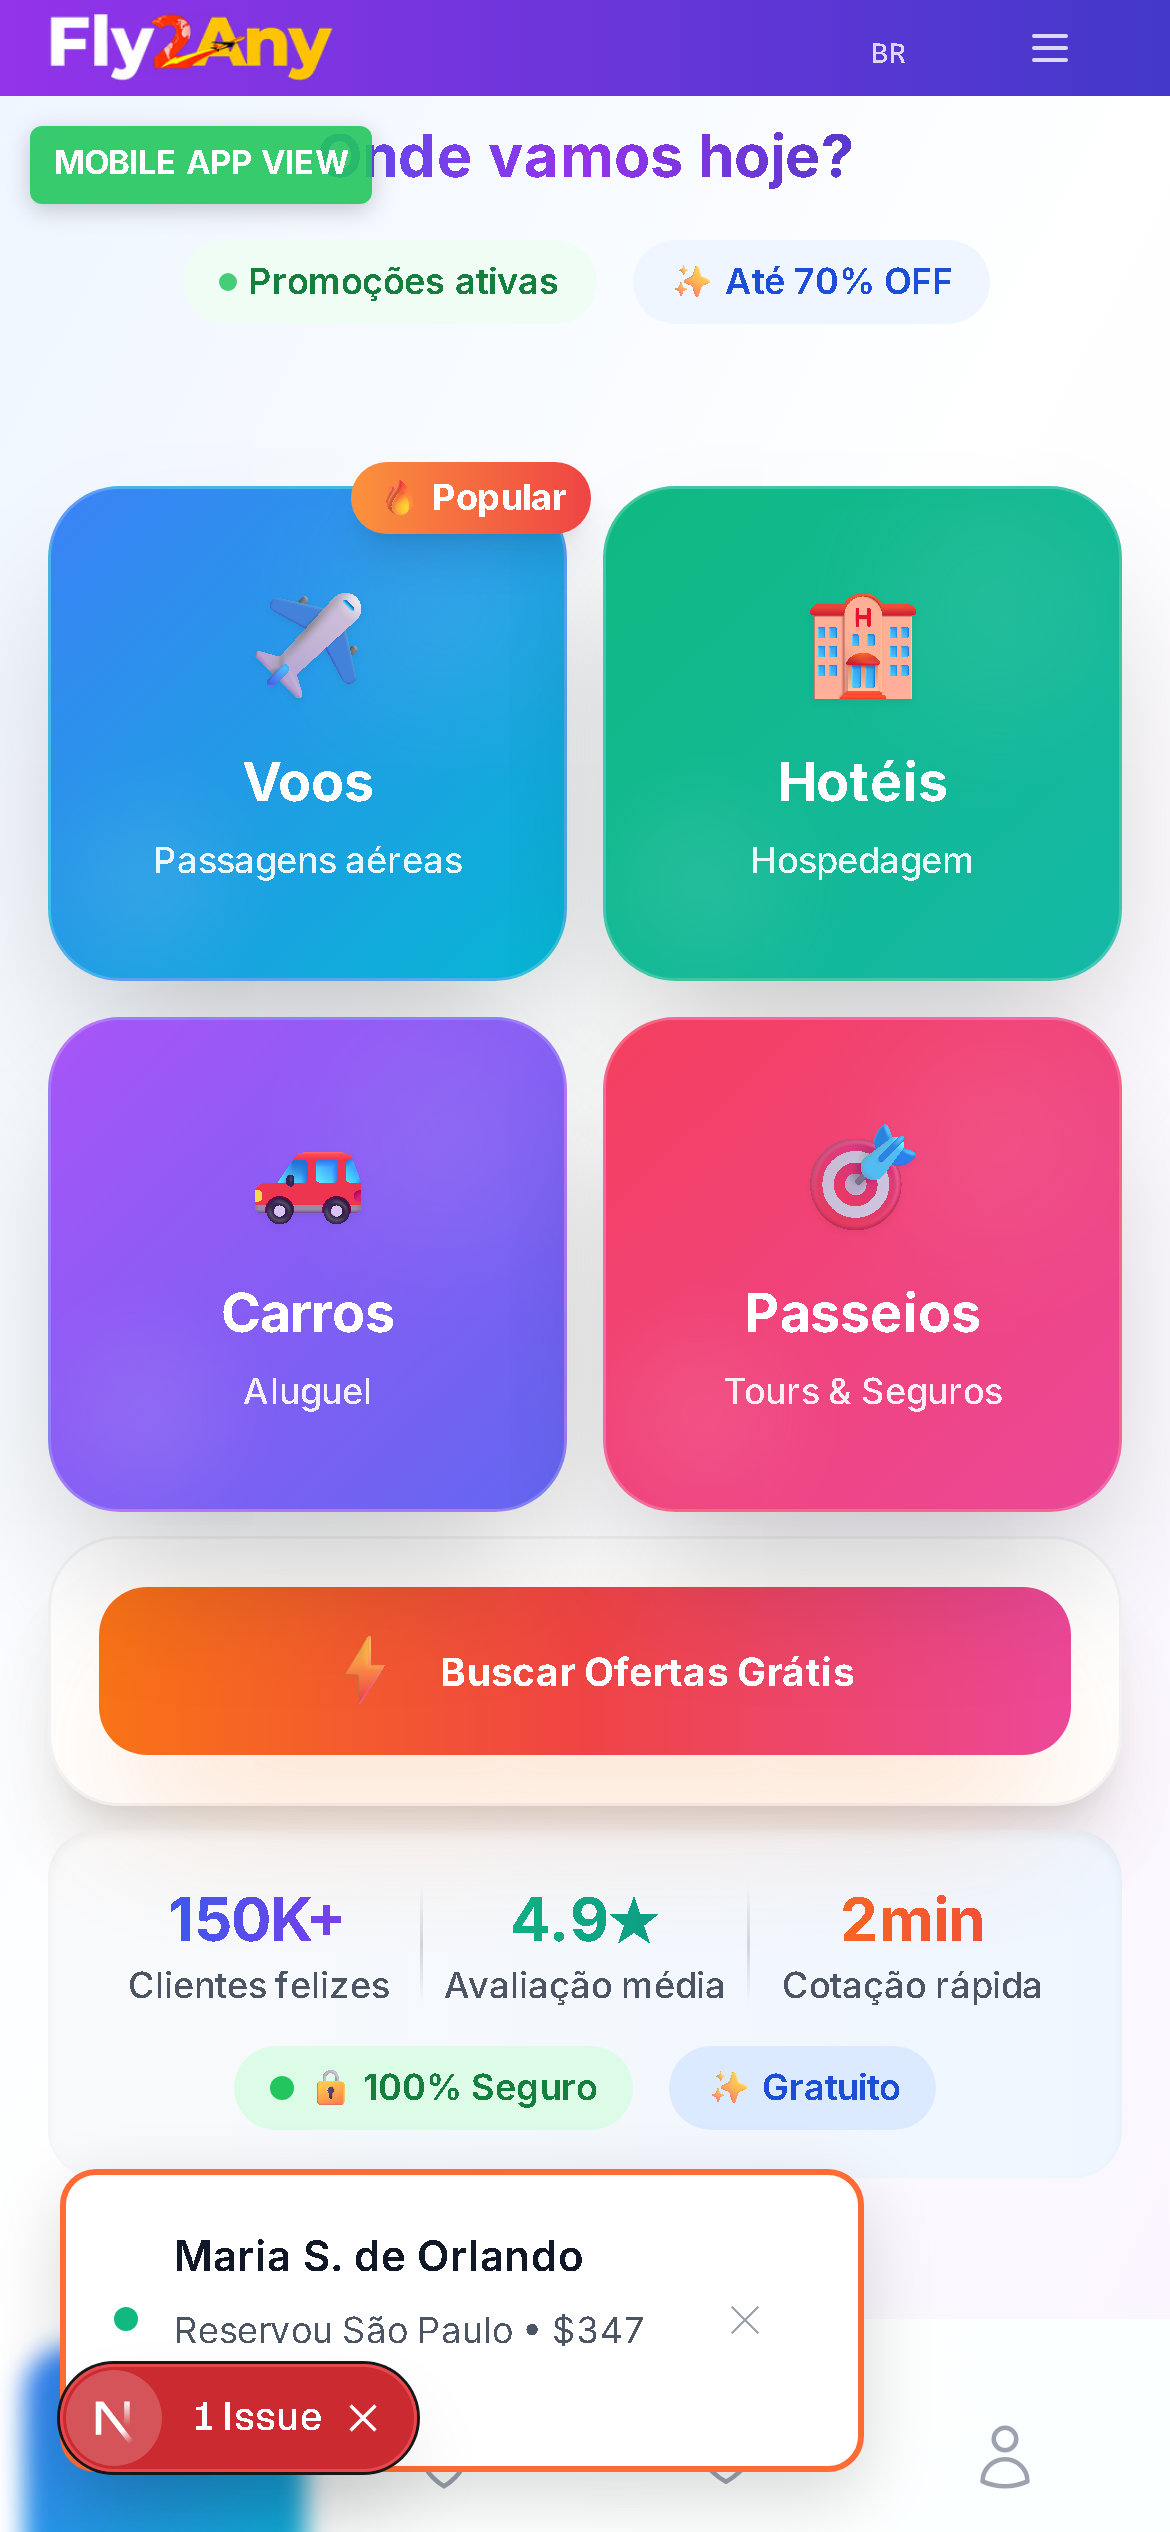 Fly2Any
BR
MOBILE APP VIEW
Onde vamos hoje?
Promoções ativas
✨ Até 70% OFF
🔥 Popular
Voos
Passagens aéreas
H
Hotéis
Hospedagem
Carros
Aluguel
Passeios
Tours & Seguros
Buscar Ofertas Grátis
150K+
Clientes felizes
4.9★
Avaliação média
2min
Cotação rápida
🔒 100% Seguro
✨ Gratuito
Maria S. de Orlando
Reservou São Paulo • $347
N
1 Issue